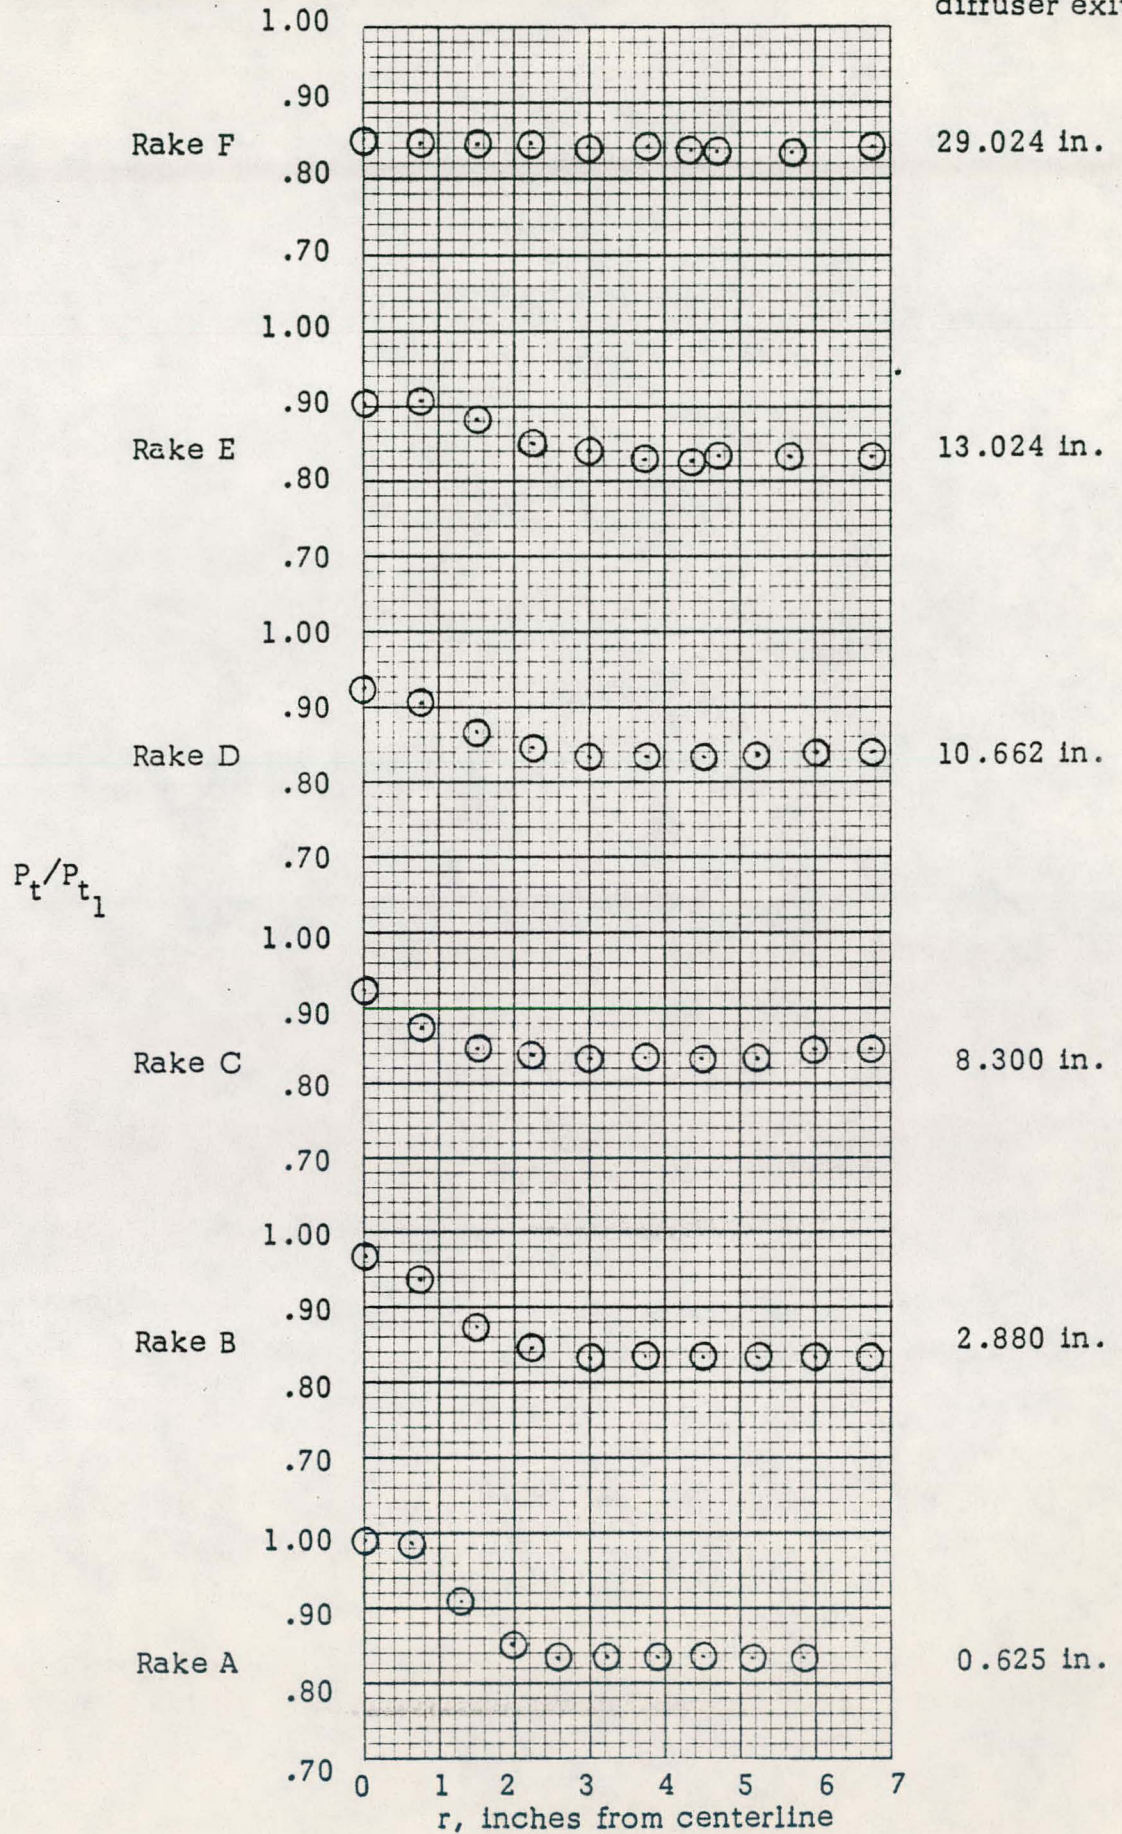 diffuser exi
1.00
.90
Rake F 29.024 in.
.80
.70
1.00
.90
Rake E 13.024 in.
.80
.70
1.00
.90
Rake D 10.662 in.
.80
.70
P_t/P_t_1
1.00
.90
Rake C 8.300 in.
.80
.70
1.00
.90
Rake B 2.880 in.
.80
.70
1.00
.90
Rake A 0.625 in.
.80
.70
0 1 2 3 4 5 6 7
r, inches from centerline